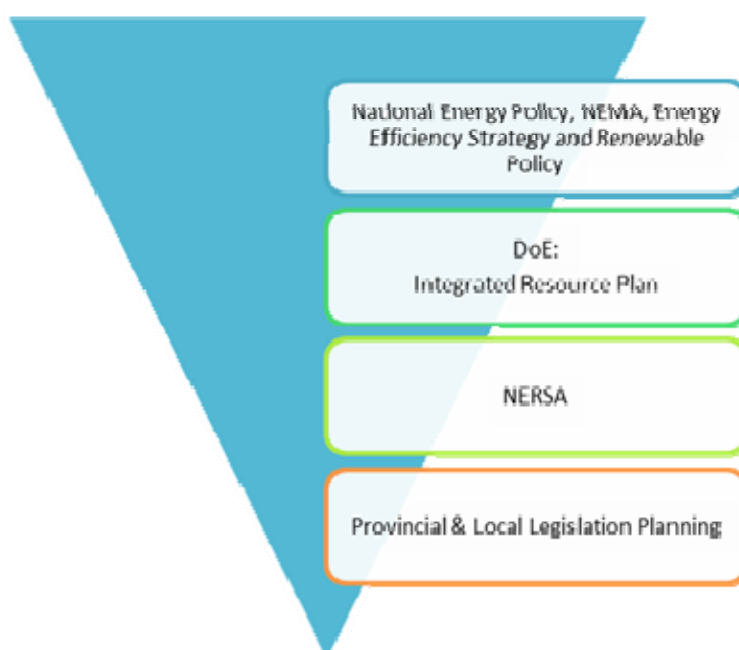 National Energy Policy, NEMA, Energy
Efficiency Strategy and Renewable
Policy
DoE:
Integrated Resource Plan
NERSA
Provincial & Local Legislation Planning